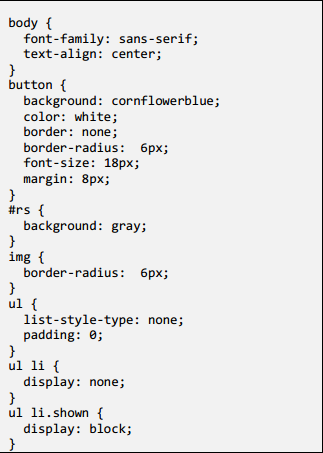 body {
  font-family: sans-serif;
  text-align: center;
}
button {
  background: cornflowerblue;
  color: white;
  border: none;
  border-radius:  6px;
  font-size: 18px;
  margin: 8px;
}
#rs {
  background: gray;
}
img {
  border-radius:  6px;
}
ul {
  list-style-type: none;
  padding: 0;
}
ul li {
  display: none;
}
ul li.shown {
  display: block;
}